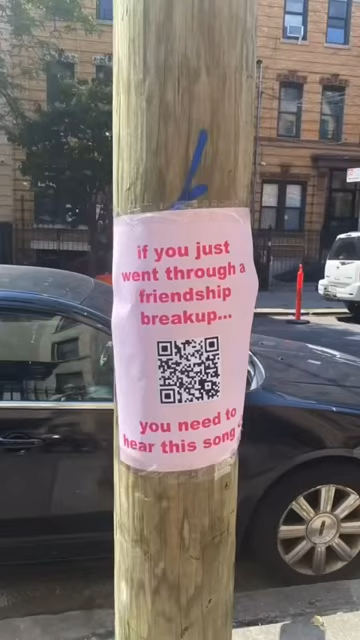 if you just
went through a
friendship
breakup...
you need to
hear this song